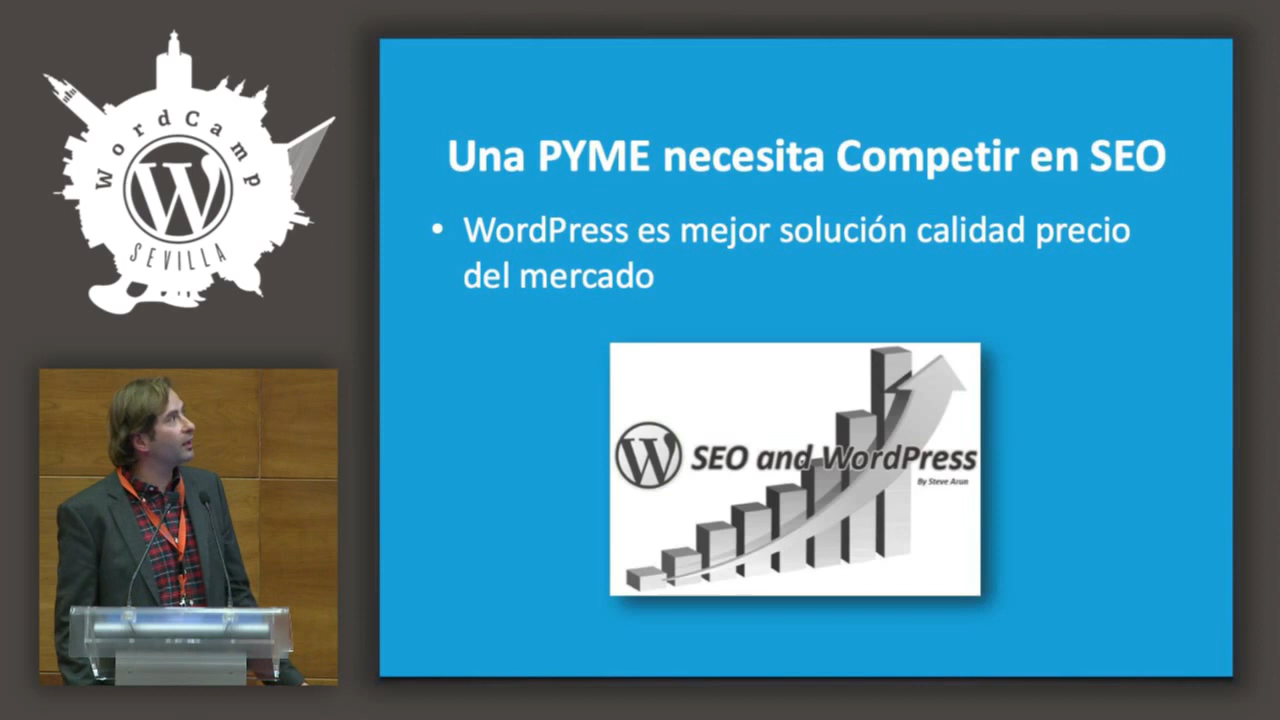 WordCamp
SEVILLA
Una PYME necesita Competir en SEO
• WordPress es mejor solución calidad precio
del mercado
SEO and WordPress
By Steve Arun